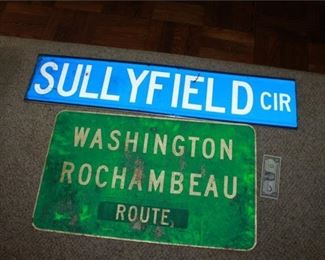 SULLYFIELD CIR
WASHINGTON
ROCHAMBEAU
ROUTE